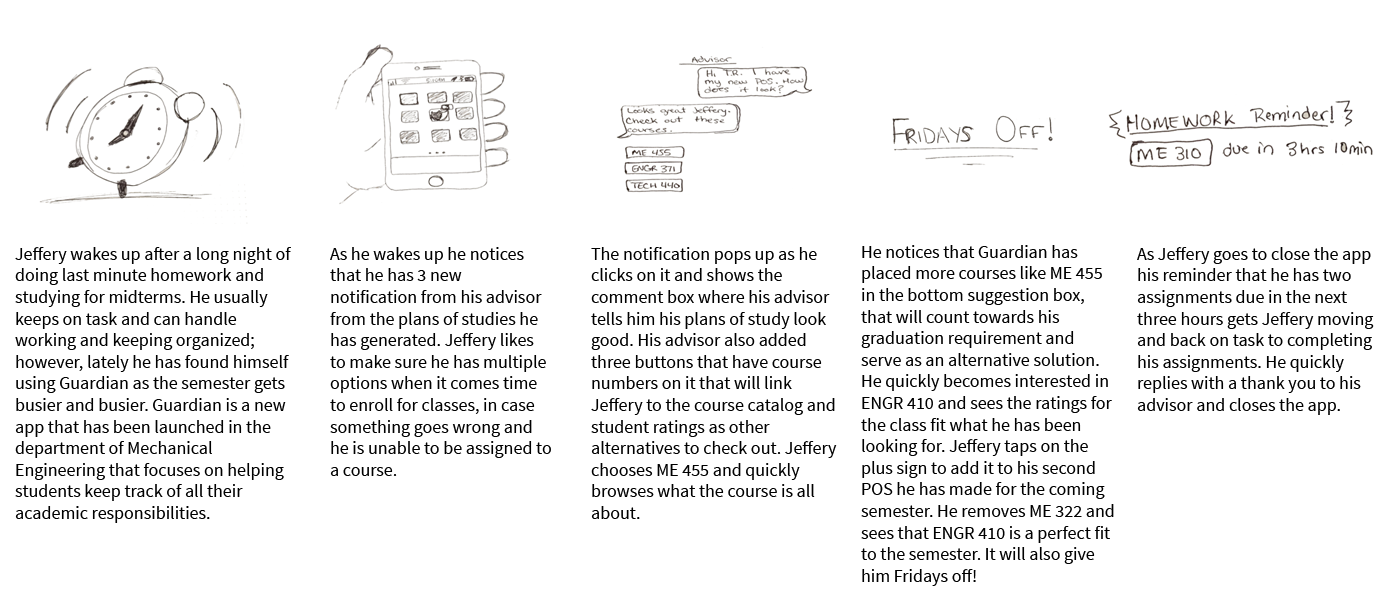 Advisor
Hi T.R. I have
my new POS. How
does it look?
Looks great Jeffery.
Check out these
courses.
ME 455
ENGR 371
TECH 440
FRIDAYS OFF!
HOMEWORK Reminder!
ME 310 due in 3hrs 10min
Jeffery wakes up after a long night of
doing last minute homework and
studying for midterms. He usually
keeps on task and can handle
working and keeping organized;
however, lately he has found himself
using Guardian as the semester gets
busier and busier. Guardian is a new
app that has been launched in the
department of Mechanical
Engineering that focuses on helping
students keep track of all their
academic responsibilities.
As he wakes up he notices
that he has 3 new
notification from his advisor
from the plans of studies he
has generated. Jeffery likes
to make sure he has multiple
options when it comes time
to enroll for classes, in case
something goes wrong and
he is unable to be assigned to
a course.
The notification pops up as he
clicks on it and shows the
comment box where his advisor
tells him his plans of study look
good. His advisor also added
three buttons that have course
numbers on it that will link
Jeffery to the course catalog and
student ratings as other
alternatives to check out. Jeffery
chooses ME 455 and quickly
browses what the course is all
about.
He notices that Guardian has
placed more courses like ME 455
in the bottom suggestion box,
that will count towards his
graduation requirement and
serve as an alternative solution.
He quickly becomes interested in
ENGR 410 and sees the ratings for
the class fit what he has been
looking for. Jeffery taps on the
plus sign to add it to his second
POS he has made for the coming
semester. He removes ME 322 and
sees that ENGR 410 is a perfect fit
to the semester. It will also give
him Fridays off!
As Jeffery goes to close the app
his reminder that he has two
assignments due in the next
three hours gets Jeffery moving
and back on task to completing
his assignments. He quickly
replies with a thank you to his
advisor and closes the app.